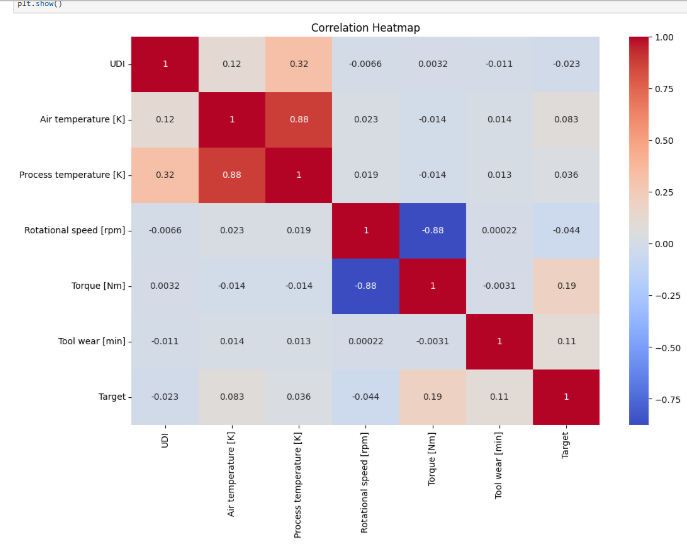 plt.show()
Correlation Heatmap
UDI 1 0.12 0.32 -0.0066 0.0032 -0.011 -0.023
Air temperature [K] 0.12 1 0.88 0.023 -0.014 0.014 0.083
Process temperature [K] 0.32 0.88 1 0.019 -0.014 0.013 0.036
Rotational speed [rpm] -0.0066 0.023 0.019 1 -0.88 0.00022 -0.044
Torque [Nm] 0.0032 -0.014 -0.014 -0.88 1 -0.0031 0.19
Tool wear [min] -0.011 0.014 0.013 0.00022 -0.0031 1 0.11
Target -0.023 0.083 0.036 -0.044 0.19 0.11 1
UDI
Air temperature [K]
Process temperature [K]
Rotational speed [rpm]
Torque [Nm]
Tool wear [min]
Target
1.00
0.75
0.50
0.25
0.00
-0.25
-0.50
-0.75